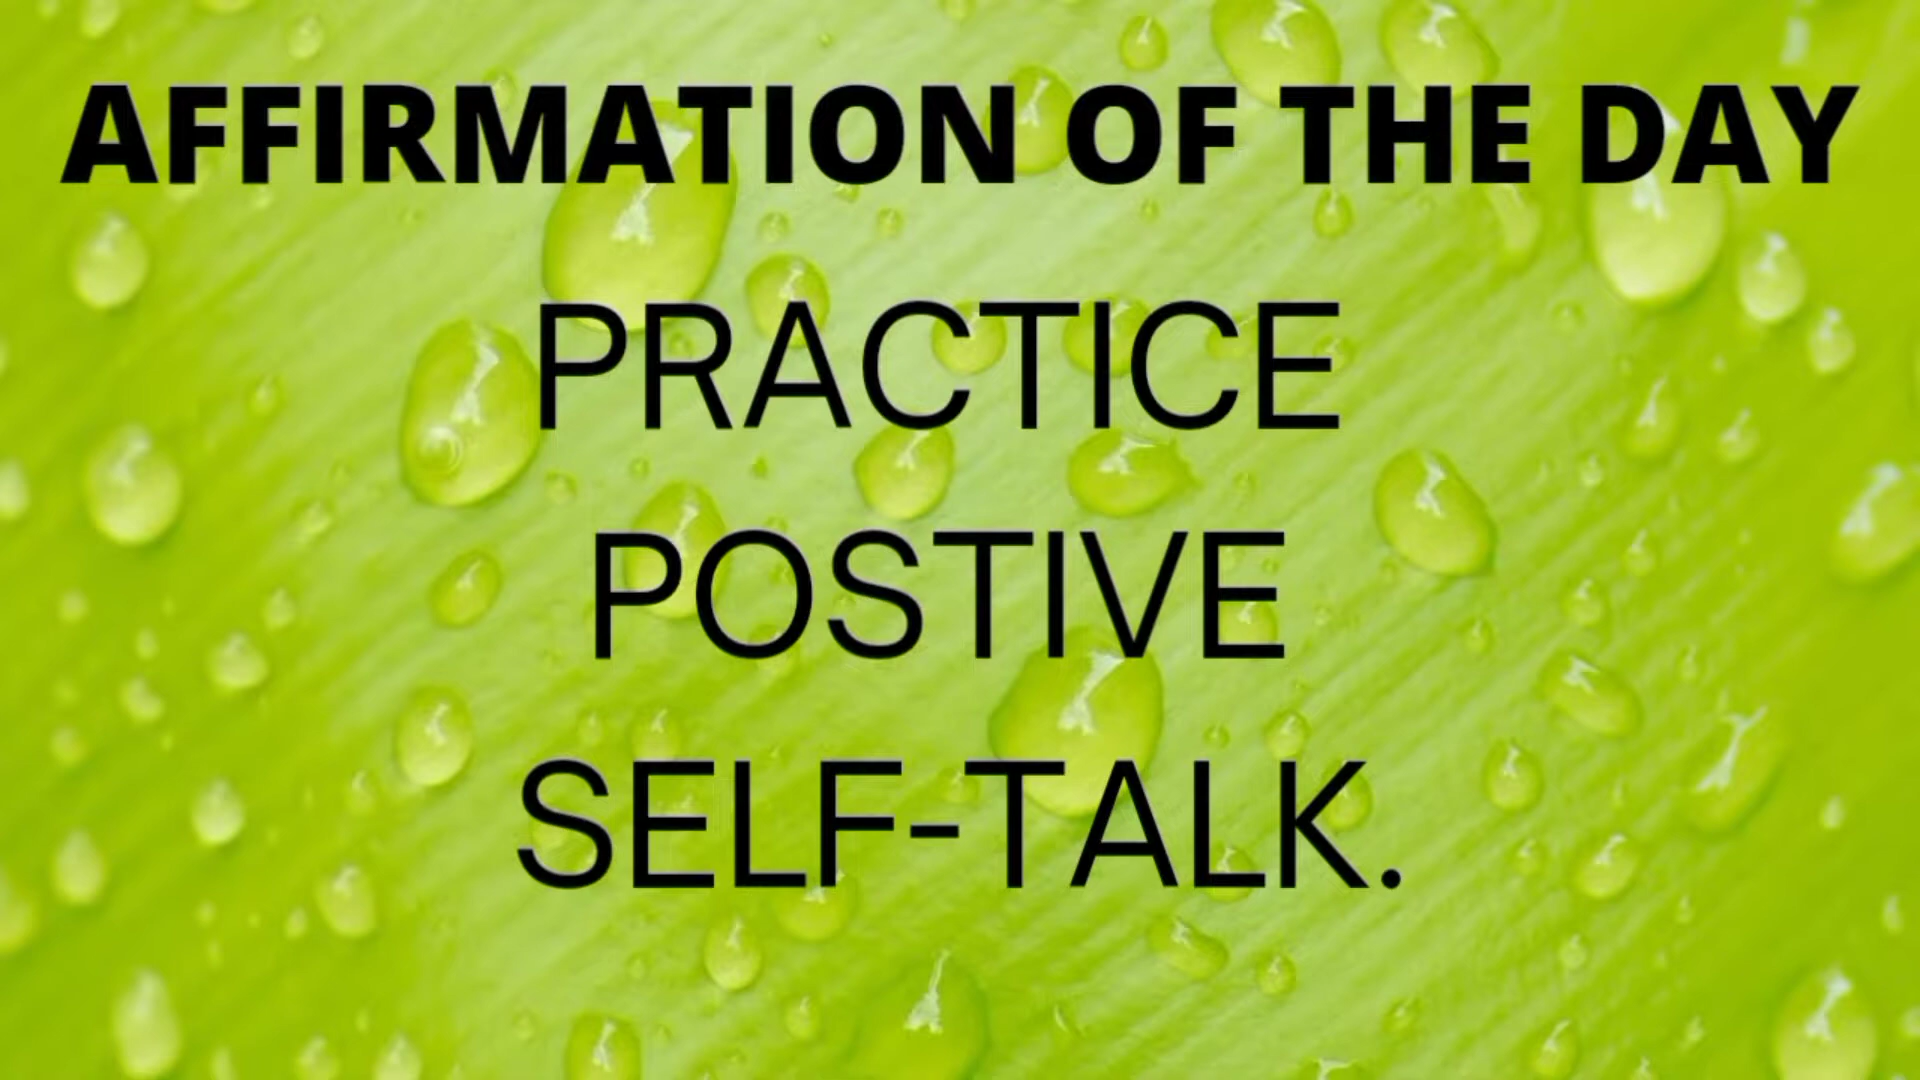 AFFIRMATION OF THE DAY
PRACTICE
POSTIVE
SELF-TALK.